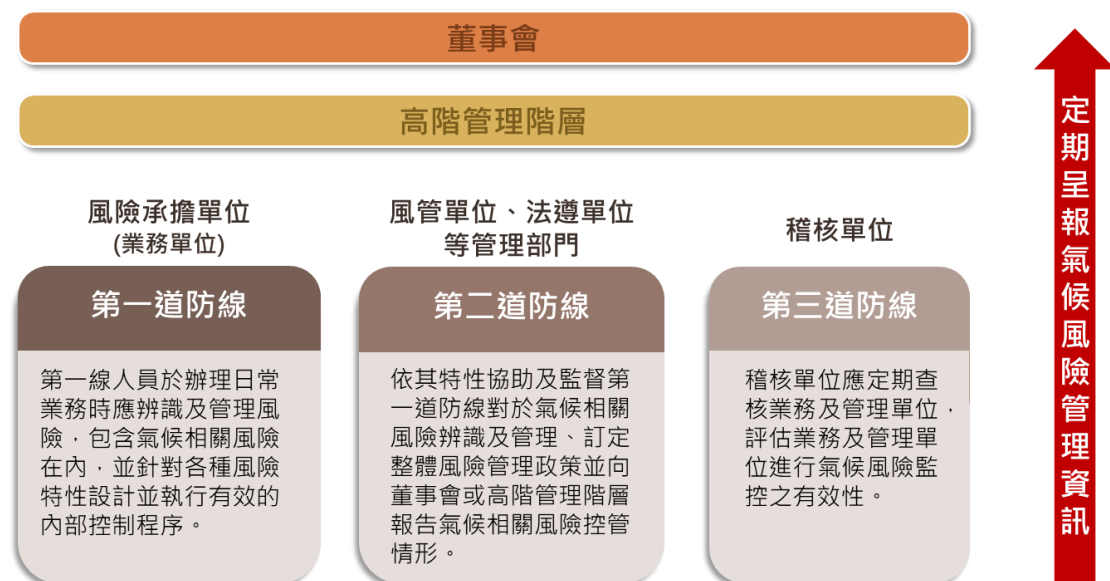 董事會
高階管理階層
風險承擔單位
(業務單位)
第一道防線
第一線人員於辦理日常
業務時應辨識及管理風
險，包含氣候相關風險
在內，並針對各種風險
特性設計並執行有效的
內部控制程序。
風管單位、法遵單位
等管理部門
第二道防線
依其特性協助及監督第
一道防線對於氣候相關
風險辨識及管理、訂定
整體風險管理政策並向
董事會或高階管理階層
報告氣候相關風險控管
情形。
稽核單位
第三道防線
稽核單位應定期查
核業務及管理單位，
評估業務及管理單
位進行氣候風險監
控之有效性。
定期呈報氣候風險管理資訊